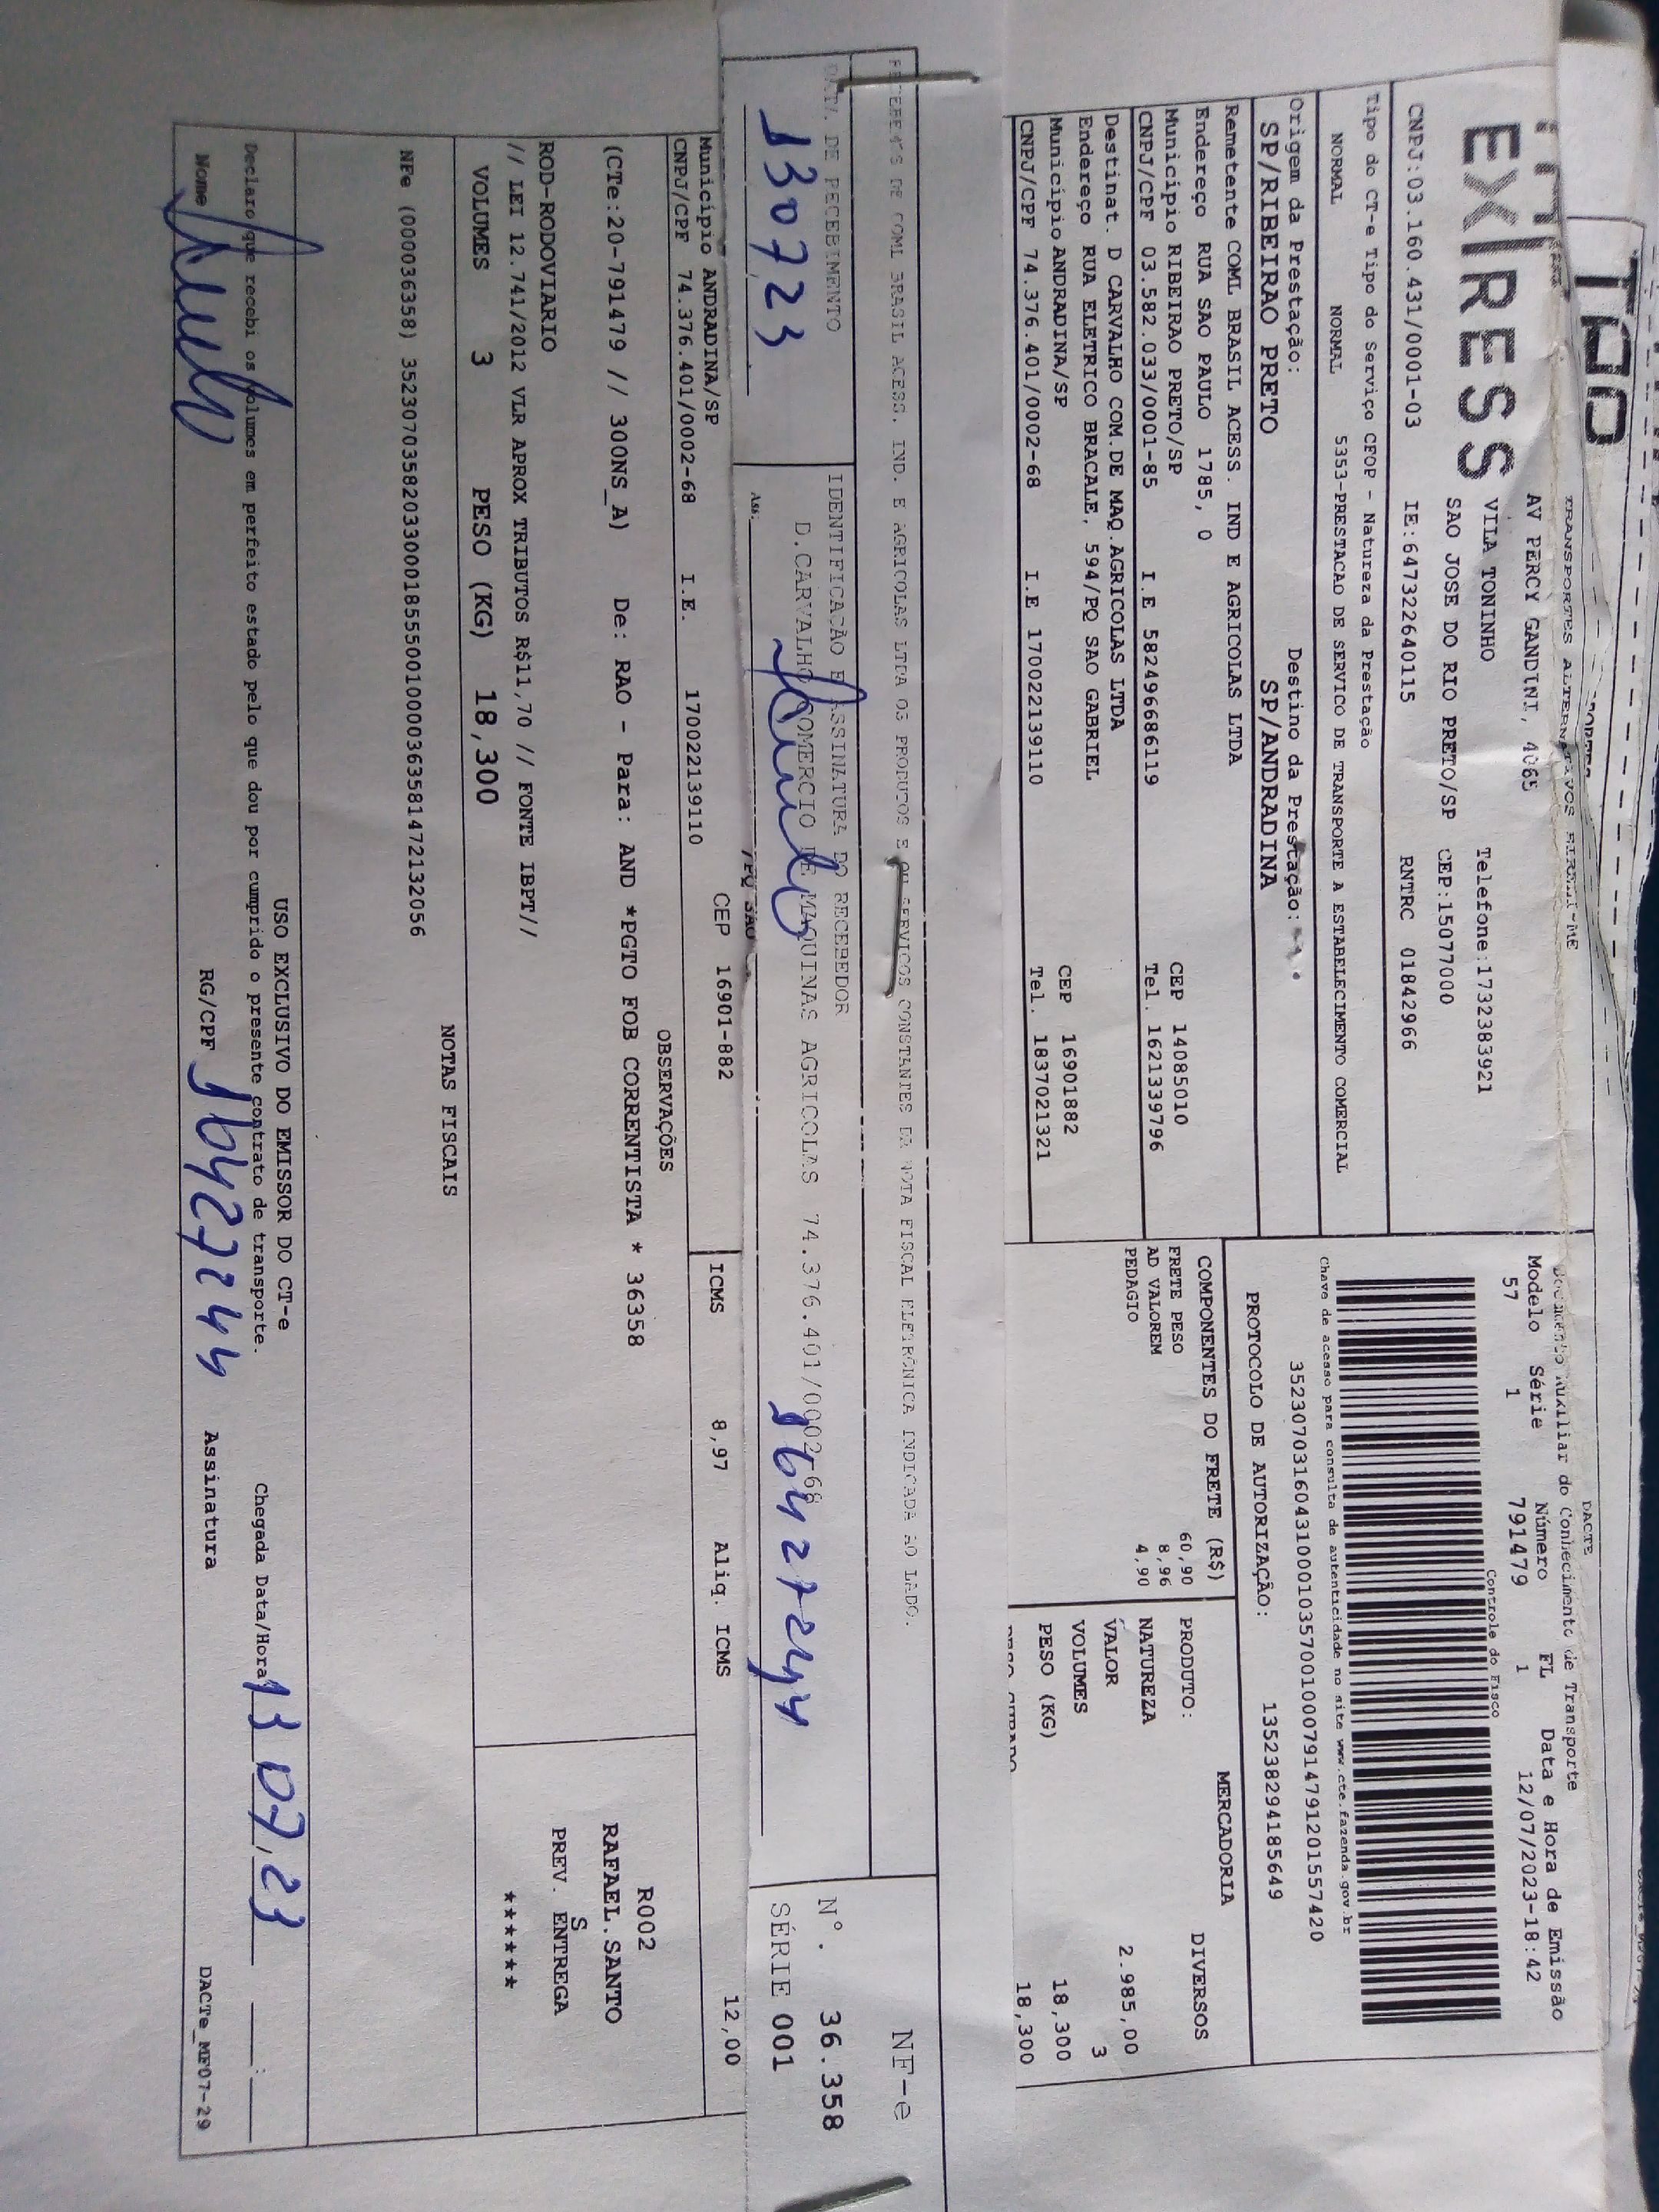 TAO
EXPRESS
TRANSPORTES ALTERNATIVOS EIRELI-ME
AV PERCY GANDINI, 4085
VILA TONINHO Telefone:1732383921
SAO JOSE DO RIO PRETO/SP CEP:15077000
CNPJ:03.160.431/0001-03 IE:647322640115 RNTRC 01842966
Tipo do CT-e Tipo do Serviço CFOP - Natureza da Prestação
NORMAL NORMAL 5353-PRESTACAO DE SERVICO DE TRANSPORTE A ESTABELECIMENTO COMERCIAL
Origem da Prestação: Destino da Prestação:
SP/RIBEIRAO PRETO SP/ANDRADINA
Remetente COML BRASIL ACESS. IND E AGRICOLAS LTDA
Endereço RUA SAO PAULO 1785, 0 CEP 14085010
Município RIBEIRAO PRETO/SP Tel. 1621339796
CNPJ/CPF 03.582.033/0001-85 I.E 582496686119
Destinat. D CARVALHO COM.DE MAQ.AGRICOLAS LTDA
Endereço RUA ELETRICO BRACALE, 594/PQ SAO GABRIEL CEP 16901882
Município ANDRADINA/SP Tel. 1837021321
CNPJ/CPF 74.376.401/0002-68 I.E 170022139110
DACTE
Documento Auxiliar do Conhecimento de Transporte
Modelo Série Número FL Data e Hora de Emissão
57 1 791479 1 12/07/2023-18:42
Controle do Fisco
Chave de acesso para consulta de autenticidade no site www.cte.fazenda.gov.br
35230703160431000103570010007914791201557420
PROTOCOLO DE AUTORIZAÇÃO: 135238294185649
COMPONENTES DO FRETE (R$)
FRETE PESO 60,90
AD VALOREM 8,96
PEDAGIO 4,90
MERCADORIA
PRODUTO: DIVERSOS
NATUREZA
VALOR 2.985,00
VOLUMES 3
PESO (KG) 18,300
18,300
RECEBEMOS DE COML BRASIL ACESS. IND. E AGRICOLAS LTDA OS PRODUTOS E OU SERVICOS CONSTANTES DA NOTA FISCAL ELETRÔNICA INDICADA AO LADO.
DATA DE RECEBIMENTO IDENTIFICAÇÃO E ASSINATURA DO RECEBEDOR
130723
D.CARVALHO COMERCIO DE MAQUINAS AGRICOLAS 74.376.401/0002-68
Ass:
16427244
NF-e
N°. 36.358
SÉRIE 001
/PQ SAO
Município ANDRADINA/SP CEP 16901-882
CNPJ/CPF 74.376.401/0002-68 I.E. 170022139110
ICMS 8,97 Aliq. ICMS 12,00
OBSERVAÇÕES
(CTe:20-791479 // 300NS_A) De: RAO - Para: AND *PGTO FOB CORRENTISTA * 36358
ROD-RODOVIARIO
// LEI 12.741/2012 VLR APROX TRIBUTOS R$11,70 // FONTE IBPT//
VOLUMES 3 PESO (KG) 18,300
R002
RAFAEL.SANTO
PREV. ENTREGA
S
*******
NOTAS FISCAIS
NFe (000036358) 35230703582033000185550010000363581472132056
USO EXCLUSIVO DO EMISSOR DO CT-e
Declaro que recebi os volumes em perfeito estado pelo que dou por cumprido o presente contrato de transporte.
Chegada Data/Hora 13 07,23 :
Nome RG/CPF 16427244 Assinatura
DACTe_MF07-29